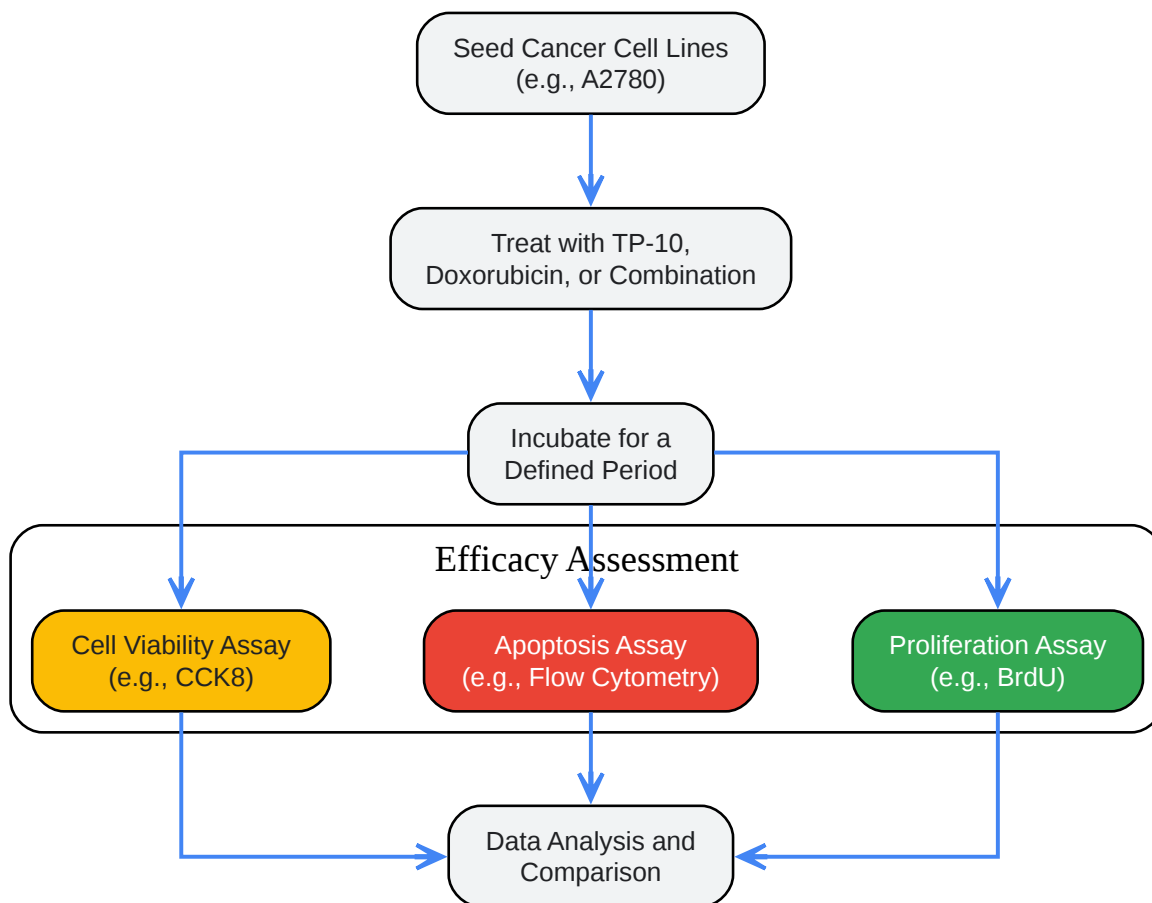 Seed Cancer Cell Lines
(e.g., A2780)
Treat with TP-10,
Doxorubicin, or Combination
Incubate for a
Defined Period
Efficacy Assessment
Cell Viability Assay
(e.g., CCK8)
Apoptosis Assay
(e.g., Flow Cytometry)
Proliferation Assay
(e.g., BrdU)
Data Analysis and
Comparison